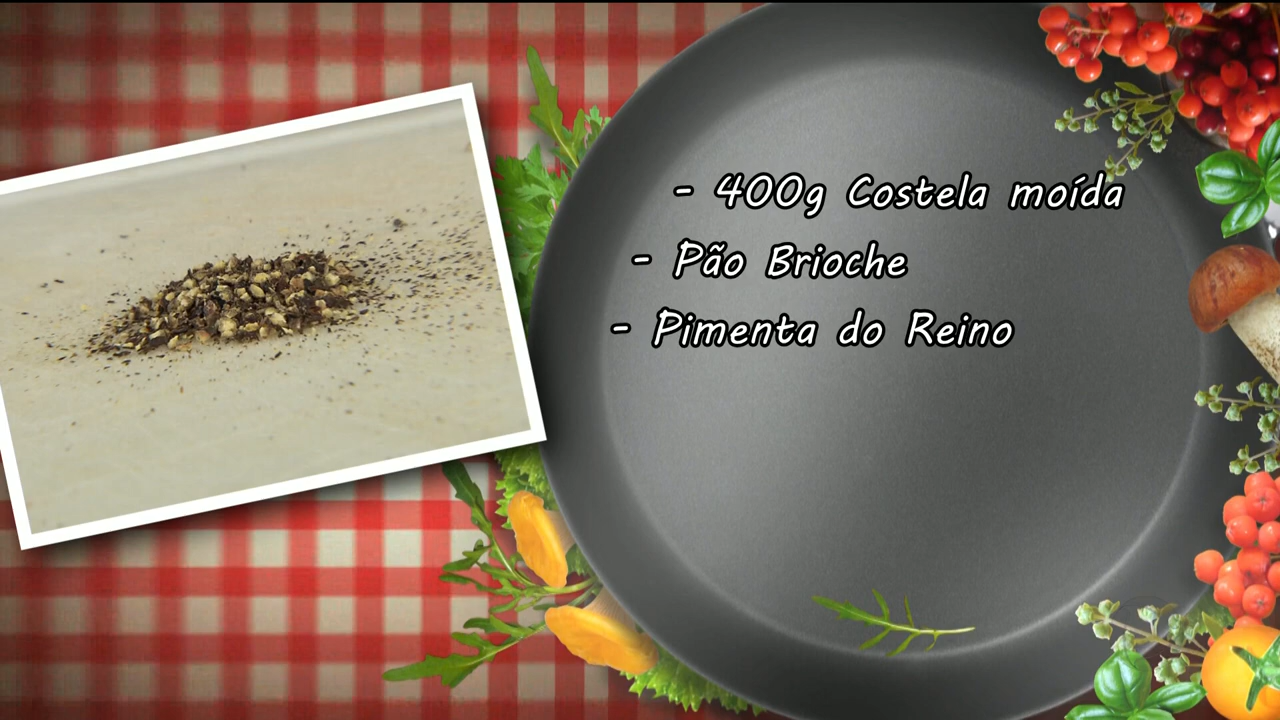 - 400g Costela moída
- Pão Brioche
- Pimenta do Reino